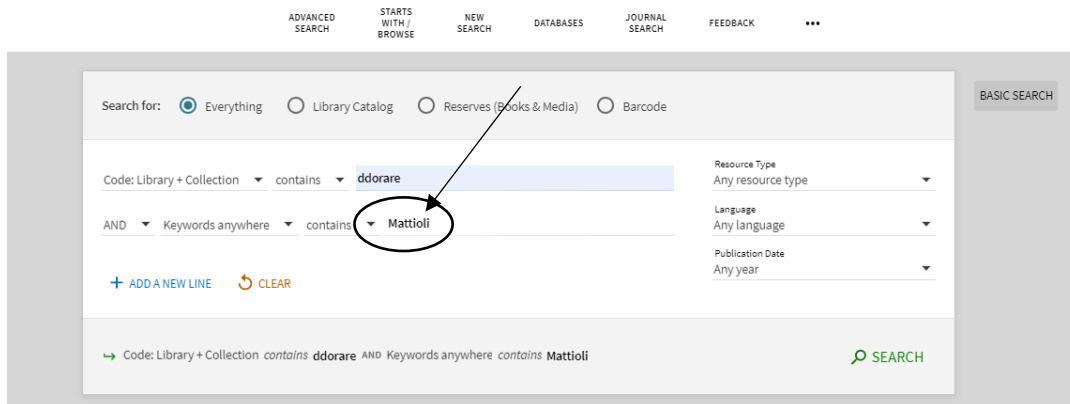 ADVANCED SEARCH
STARTS WITH / BROWSE
NEW SEARCH
DATABASES
JOURNAL SEARCH
FEEDBACK
•••
BASIC SEARCH
Search for: Everything Library Catalog Reserves (Books & Media) Barcode
Code: Library + Collection contains ddorare
AND Keywords anywhere contains Mattioli
Resource Type
Any resource type
Language
Any language
Publication Date
Any year
+ ADD A NEW LINE CLEAR
Code: Library + Collection contains ddorare AND Keywords anywhere contains Mattioli
SEARCH